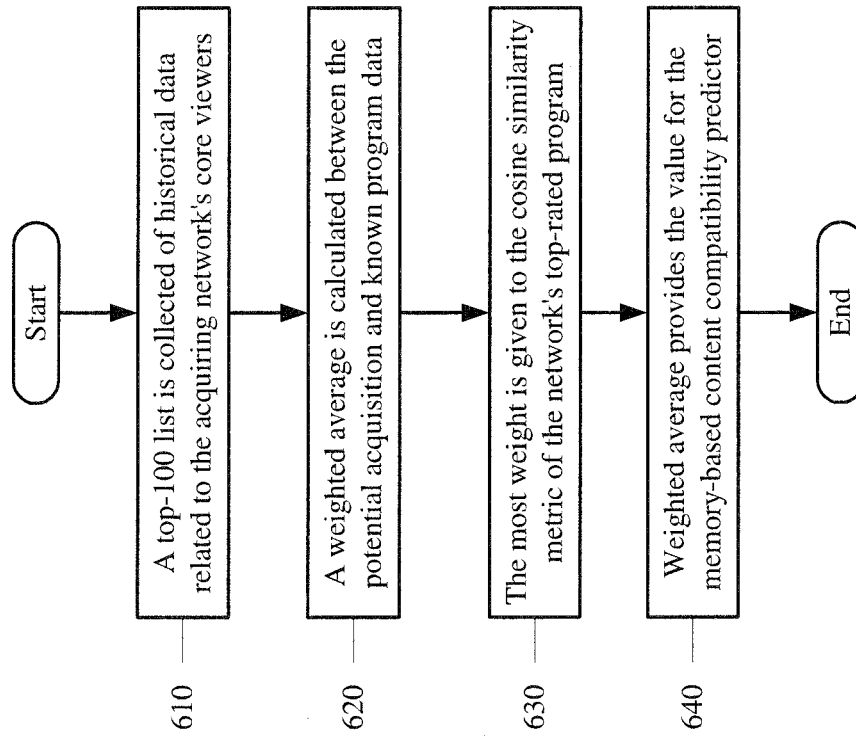 Start
610
A top-100 list is collected of historical data
related to the acquiring network's core viewers
620
A weighted average is calculated between the
potential acquisition and known program data
630
The most weight is given to the cosine similarity
metric of the network's top-rated program
640
Weighted average provides the value for the
memory-based content compatibility predictor
End